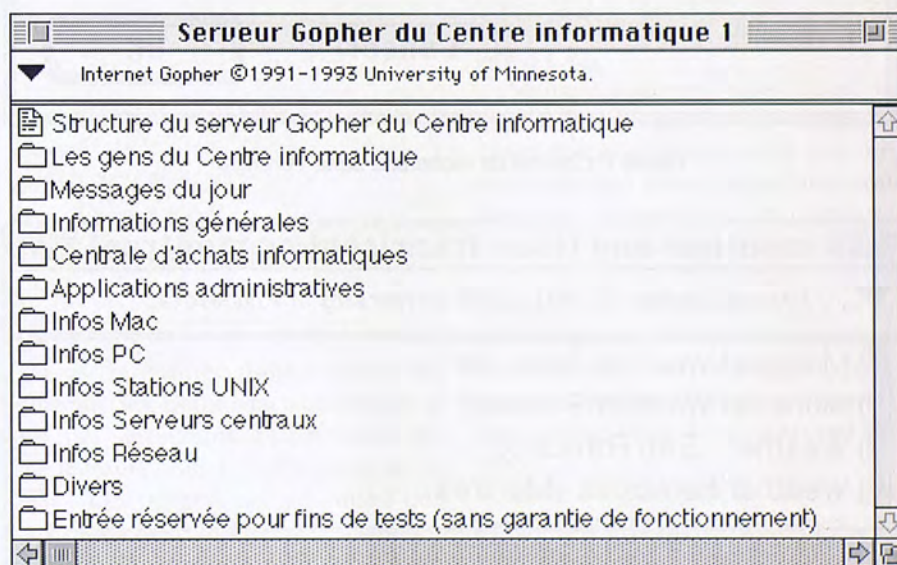 Serveur Gopher du Centre informatique 1
Internet Gopher ©1991-1993 University of Minnesota.
Structure du serveur Gopher du Centre informatique
Les gens du Centre informatique
Messages du jour
Informations générales
Centrale d'achats informatiques
Applications administratives
Infos Mac
Infos PC
Infos Stations UNIX
Infos Serveurs centraux
Infos Réseau
Divers
Entrée réservée pour fins de tests (sans garantie de fonctionnement)